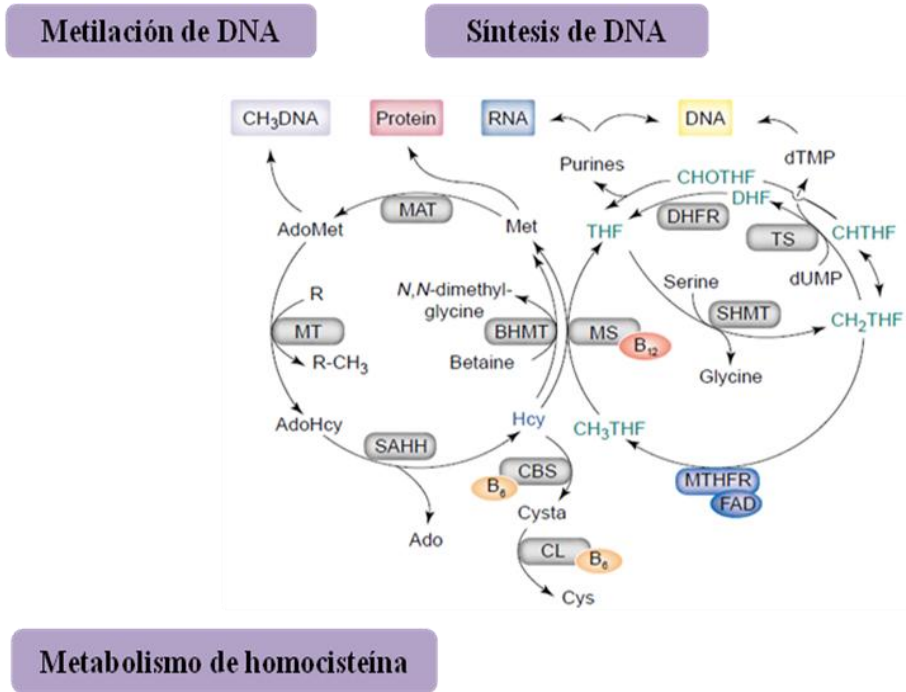 Metilación de DNA
Síntesis de DNA
CH3DNA
Protein
RNA
DNA
Purines
dTMP
CHOTHF
DHF
MAT
DHFR
AdoMet
Met
THF
TS
CHTHF
dUMP
R
N,N-dimethyl-
glycine
Serine
SHMT
CH2THF
MT
BHMT
MS
B12
R-CH3
Betaine
Glycine
AdoHcy
Hcy
CH3THF
SAHH
CBS
B6
MTHFR
FAD
Cysta
Ado
CL
B6
Cys
Metabolismo de homocisteína